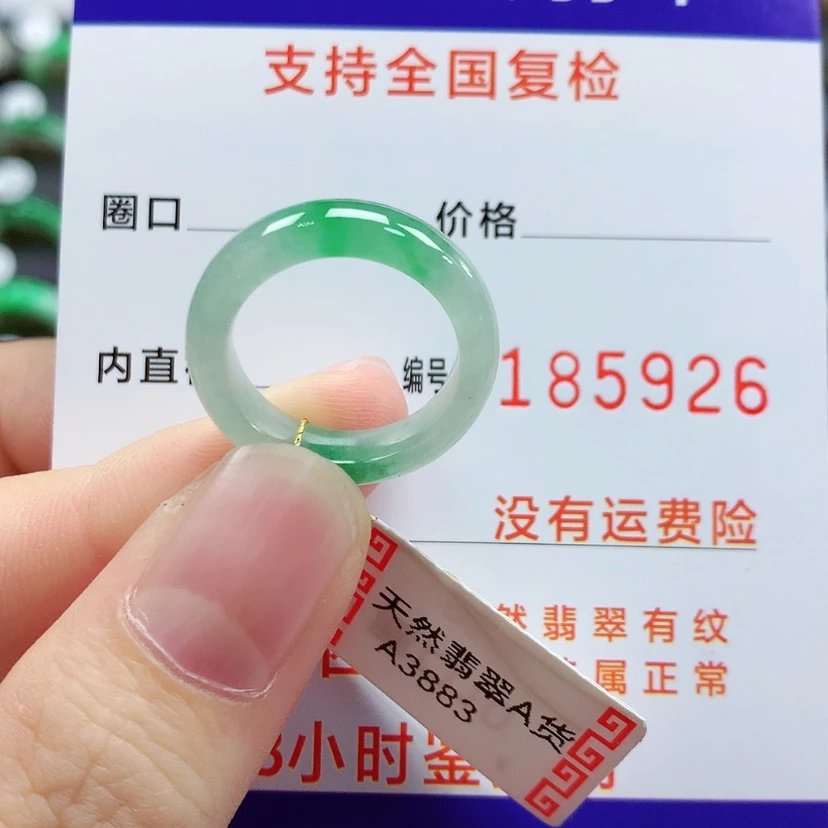 支持全国复检
圈口
价格
内直
编号
185926
没有运费险
然翡翠有纹
属正常
天然翡翠A货
A3883
小时鉴